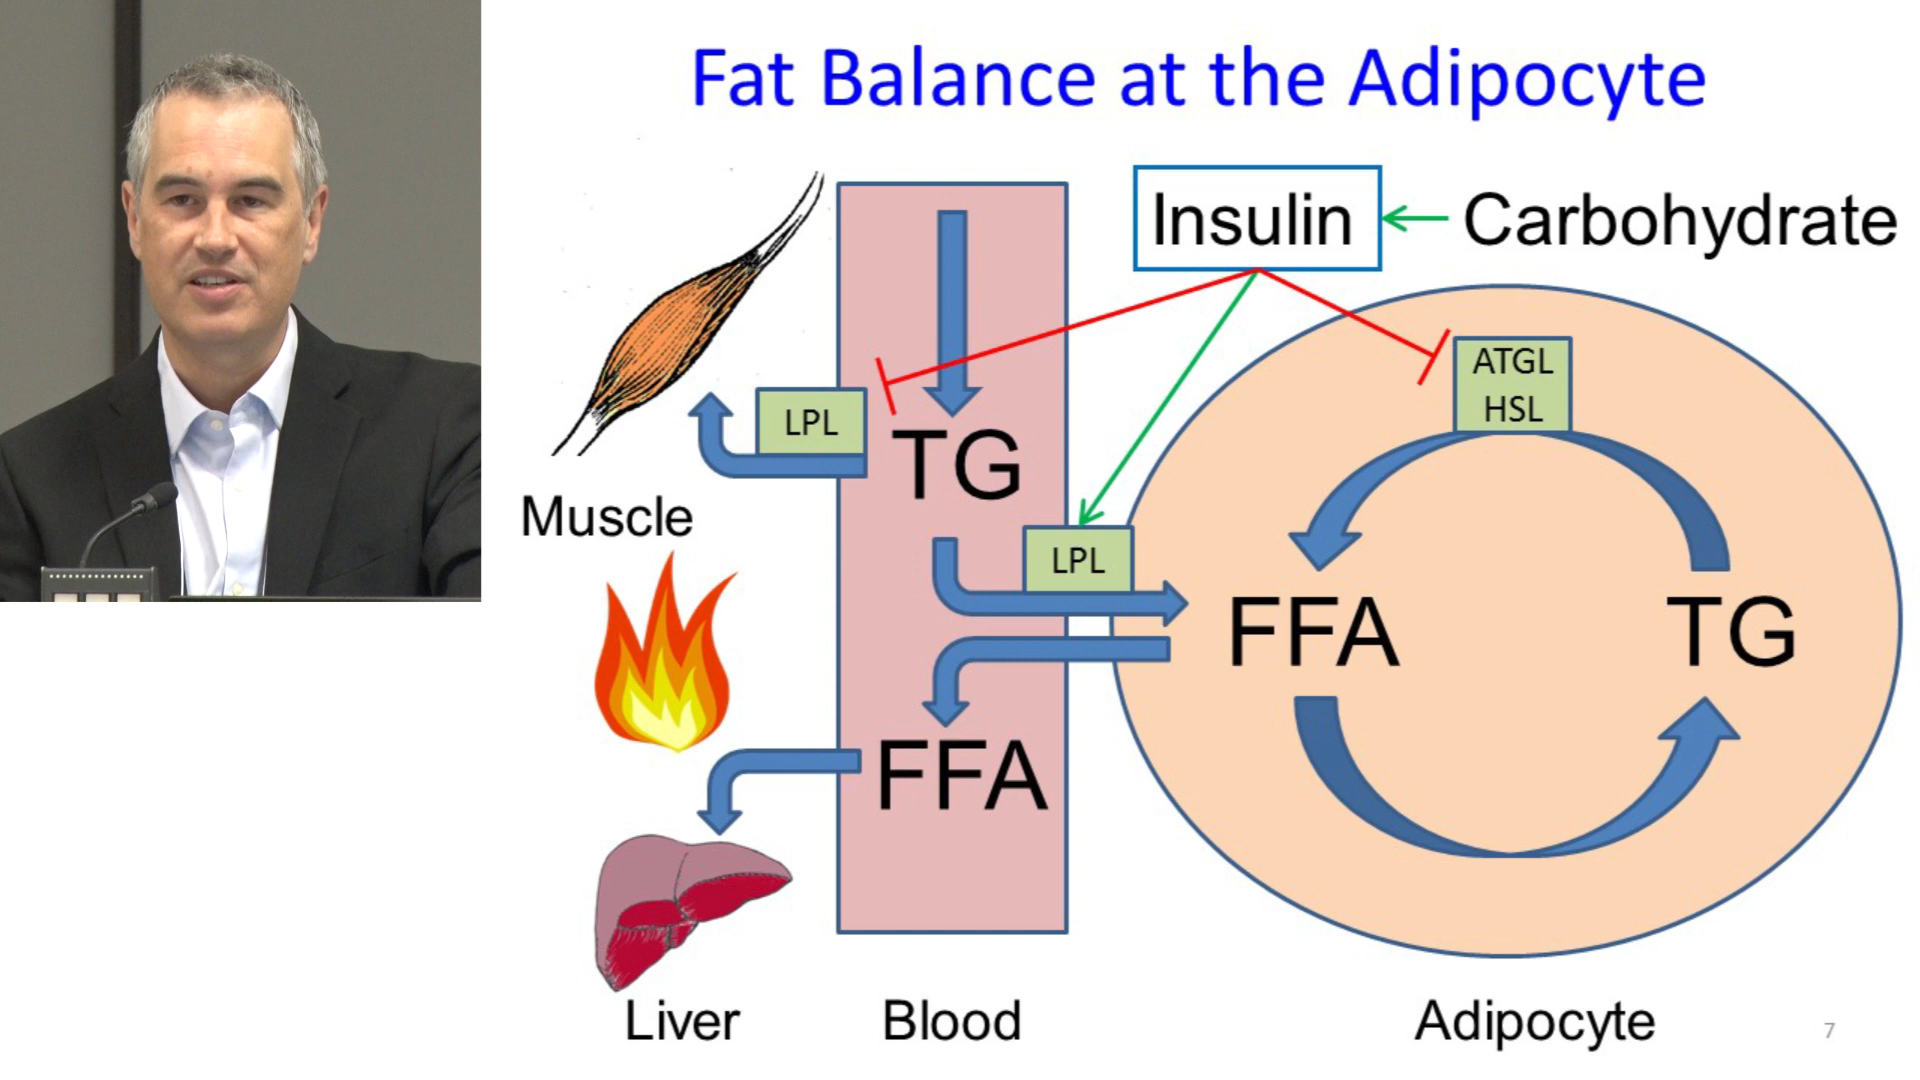 Fat Balance at the Adipocyte
Insulin
Carbohydrate
ATGL
HSL
LPL
TG
Muscle
LPL
FFA
TG
FFA
Liver
Blood
Adipocyte
7